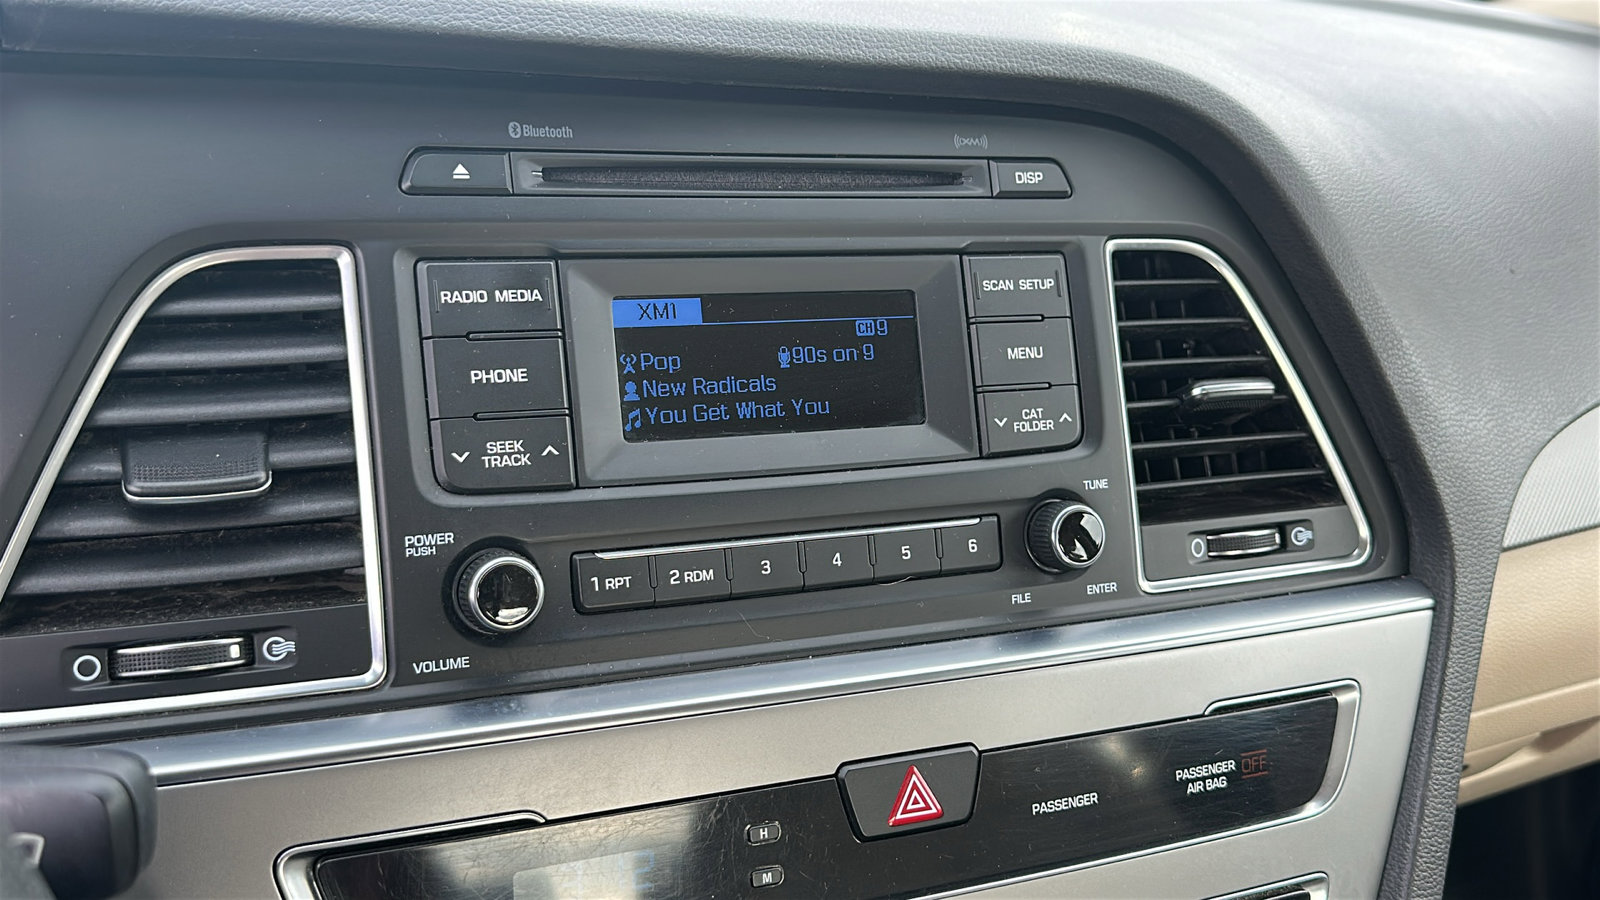 Bluetooth
((XM))
DISP
RADIO MEDIA
PHONE
SEEK
TRACK
XM1
CH 9
Pop
90s on 9
New Radicals
You Get What You
SCAN SETUP
MENU
CAT
FOLDER
POWER
PUSH
VOLUME
1 RPT
2 RDM
3
4
5
6
TUNE
FILE
ENTER
H
M
PASSENGER
PASSENGER
AIR BAG
OFF